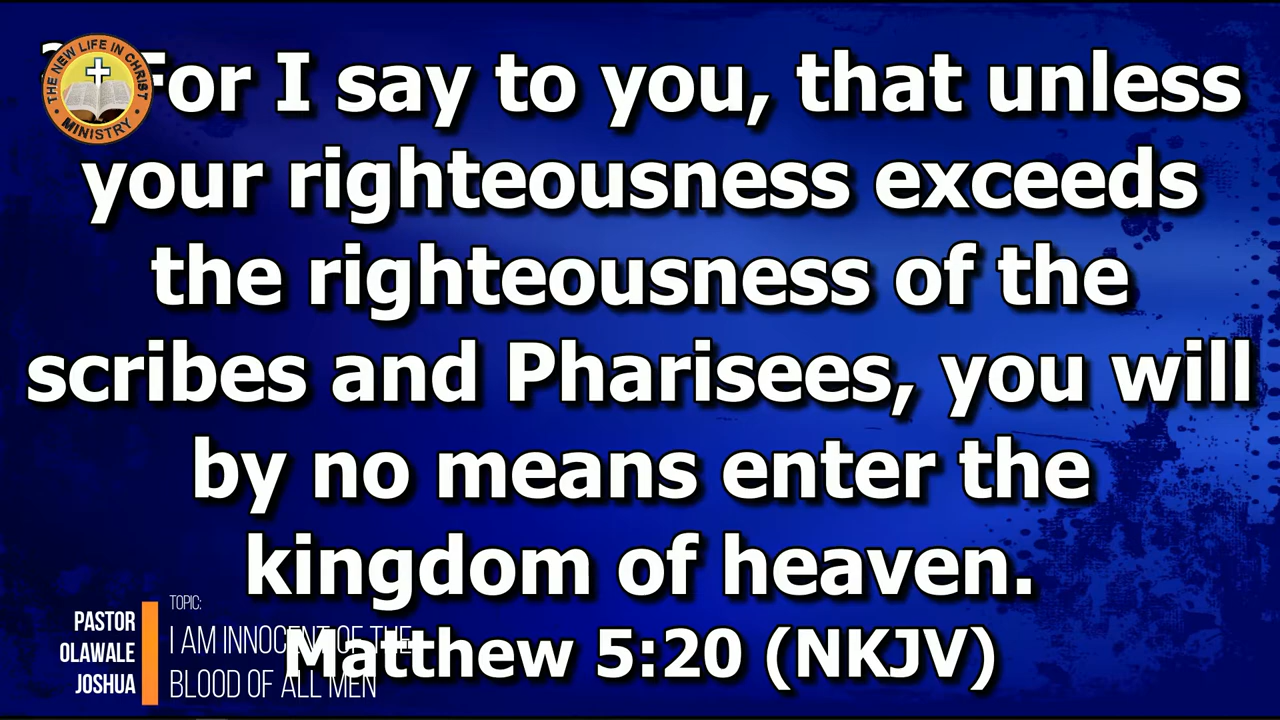 THE NEW LIFE IN CHRIST
MINISTRY
For I say to you, that unless
your righteousness exceeds
the righteousness of the
scribes and Pharisees, you will
by no means enter the
kingdom of heaven.
Matthew 5:20 (NKJV)
PASTOR
OLAWALE
JOSHUA
TOPIC:
I AM INNOCENT OF THE
BLOOD OF ALL MEN